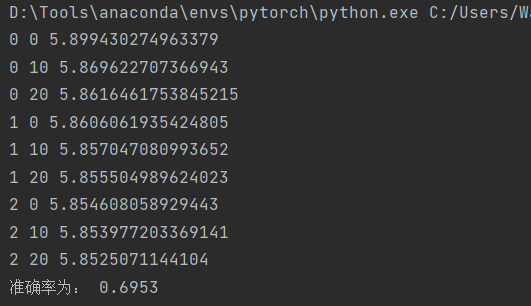 D:\Tools\anaconda\envs\pytorch\python.exe C:/Users/Wa
0 0 5.899430274963379
0 10 5.869622707366943
0 20 5.8616461753845215
1 0 5.8606061935424805
1 10 5.857047080993652
1 20 5.855504989624023
2 0 5.854608058929443
2 10 5.853977203369141
2 20 5.8525071144104
准确率为： 0.6953